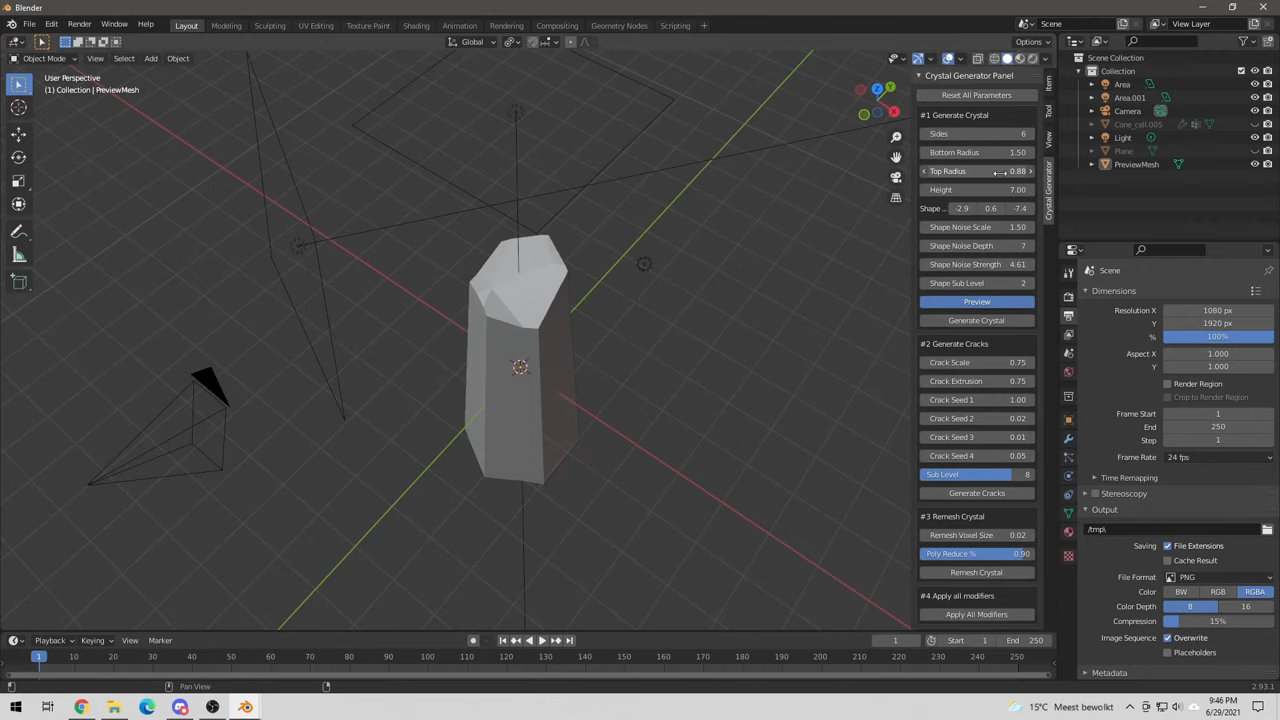 Blender
File Edit Render Window Help Layout Modeling Sculpting UV Editing Texture Paint Shading Animation Rendering Compositing Geometry Nodes Scripting + Scene View Layer
Global Options
Object Mode View Select Add Object
User Perspective
(1) Collection | PreviewMesh
Z Y X
Item
Tool
View
Crystal Generator
Crystal Generator Panel
Reset All Parameters
#1 Generate Crystal
Sides 6
Bottom Radius 1.50
Top Radius 0.88
Height 7.00
Shape ... -2.9 0.6 -7.4
Shape Noise Scale 1.50
Shape Noise Depth 7
Shape Noise Strength 4.61
Shape Sub Level 2
Preview
Generate Crystal
#2 Generate Cracks
Crack Scale 0.75
Crack Extrusion 0.75
Crack Seed 1 1.00
Crack Seed 2 0.02
Crack Seed 3 0.01
Crack Seed 4 0.05
Sub Level 8
Generate Cracks
#3 Remesh Crystal
Remesh Voxel Size 0.02
Poly Reduce % 0.90
Remesh Crystal
#4 Apply all modifiers
Apply All Modifiers
Scene Collection
Collection
Area
Area.001
Camera
Cone_cell.005
Light
Plane
PreviewMesh
Scene
Dimensions
Resolution X 1080 px
Y 1920 px
% 100%
Aspect X 1.000
Y 1.000
Render Region
Crop to Render Region
Frame Start 1
End 250
Step 1
Frame Rate 24 fps
Time Remapping
Stereoscopy
Output
/tmp\
Saving File Extensions
Cache Result
File Format PNG
Color BW RGB RGBA
Color Depth 8 16
Compression 15%
Image Sequence Overwrite
Placeholders
Metadata
Playback Keying View Marker 1 Start 1 End 250
1 10 20 30 40 50 60 70 80 90 100 110 120 130 140 150 160 170 180 190 200 210 220 230 240 250
Pan View 2.93.1
15°C Meest bewolkt 9:46 PM
6/29/2021